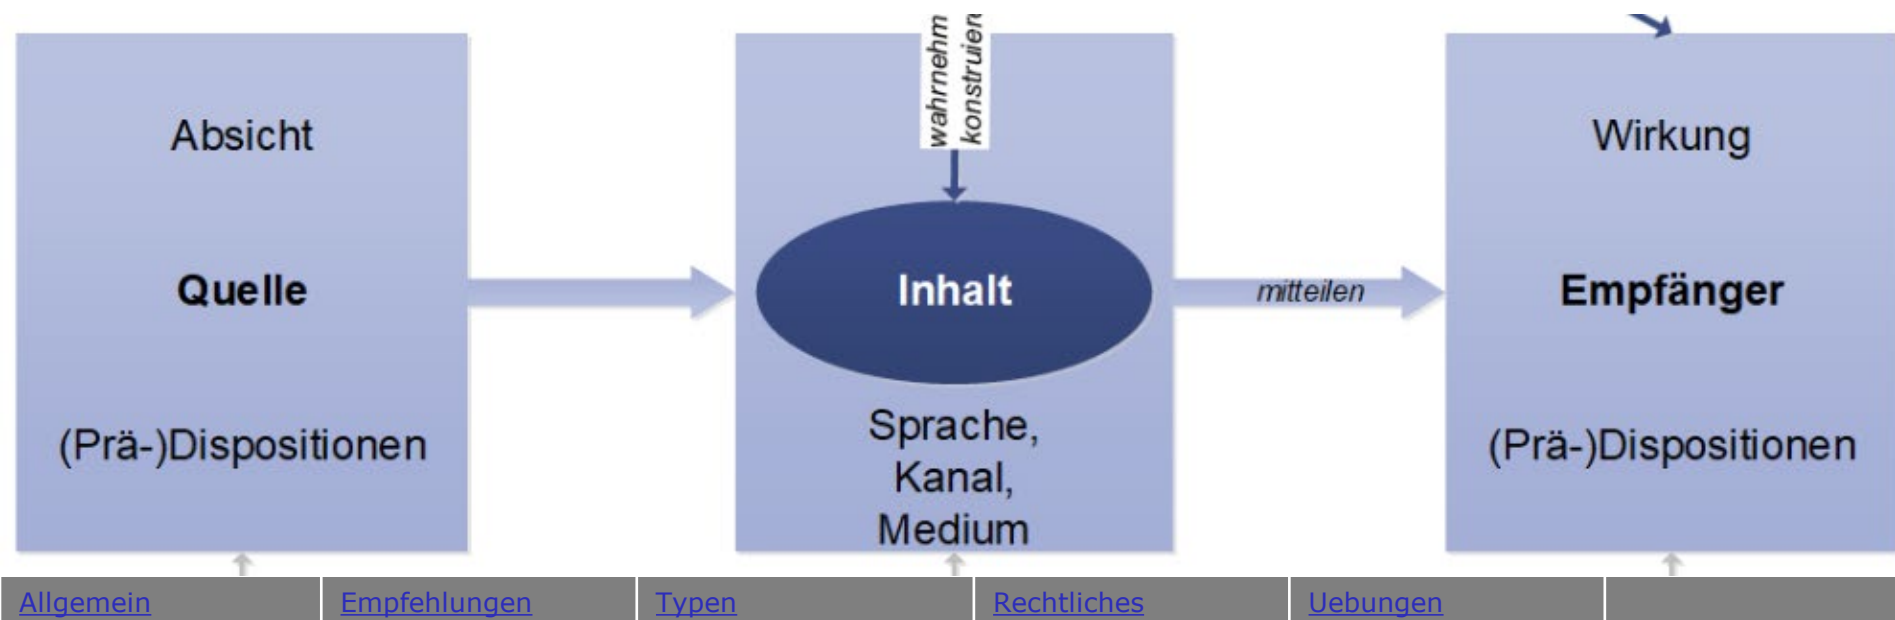 wahrnehm
konstruier
Absicht
Quelle
(Prä-)Dispositionen
Inhalt
Sprache,
Kanal,
Medium
mitteilen
Wirkung
Empfänger
(Prä-)Dispositionen
Allgemein Empfehlungen Typen Rechtliches Uebungen